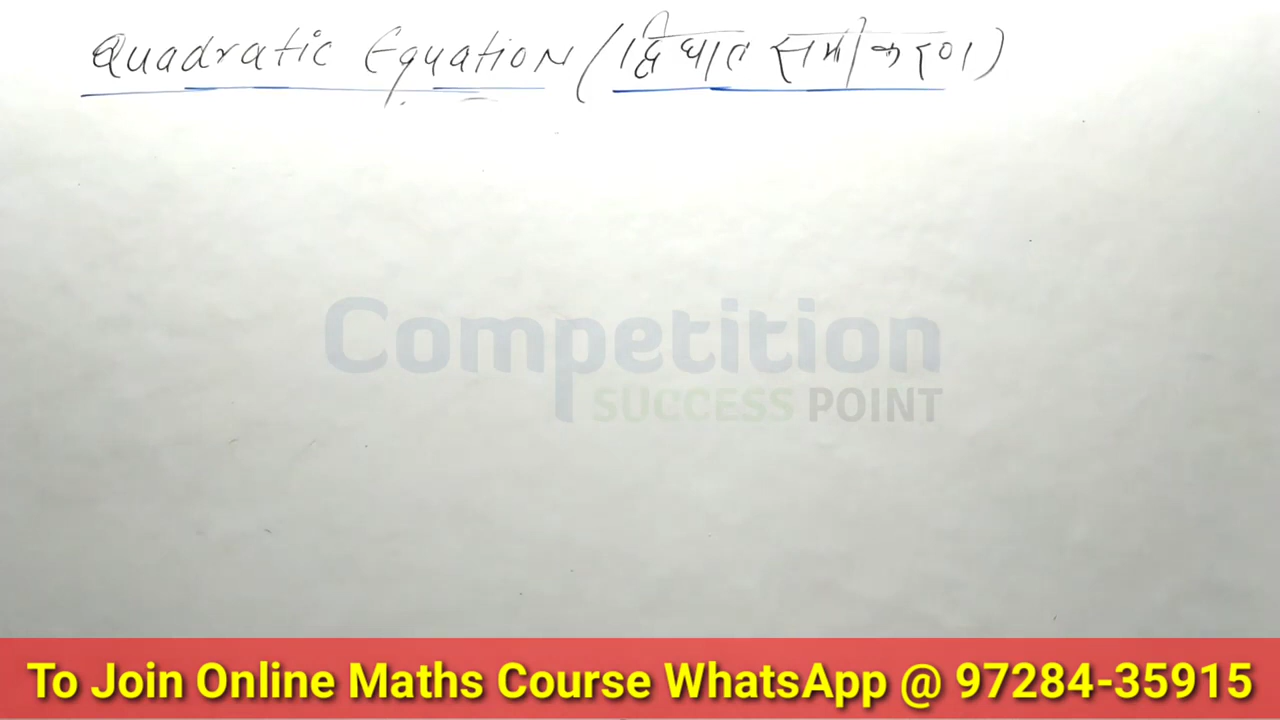 Quadratic Equation (द्विघात समीकरण)
Competition
SUCCESS POINT
To Join Online Maths Course WhatsApp @ 97284-35915